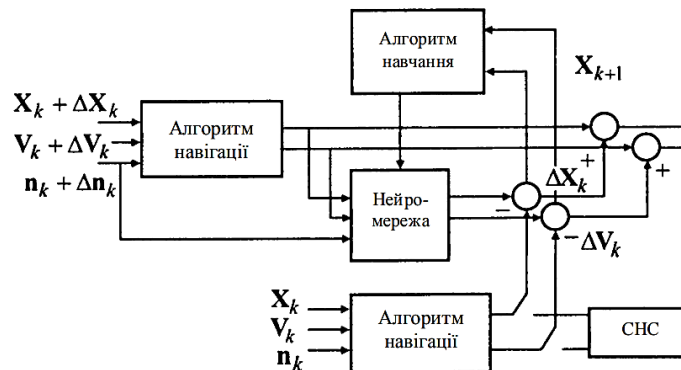 Алгоритм
навчання
X_{k+1}
X_k + ΔX_k
V_k + ΔV_k
n_k + Δn_k
Алгоритм
навігації
+
+
Нейро-
мережа
−
ΔX_k
−ΔV_k
X_k
V_k
n_k
Алгоритм
навігації
СНС